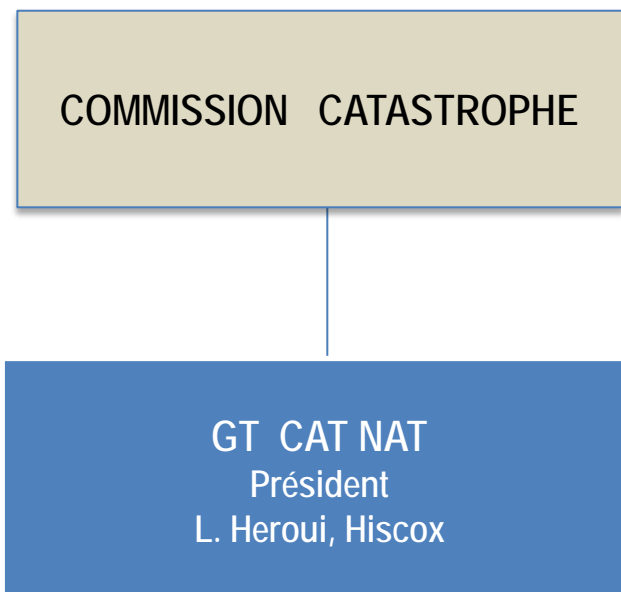 COMMISSION CATASTROPHE
GT CAT NAT
Président
L. Heroui, Hiscox